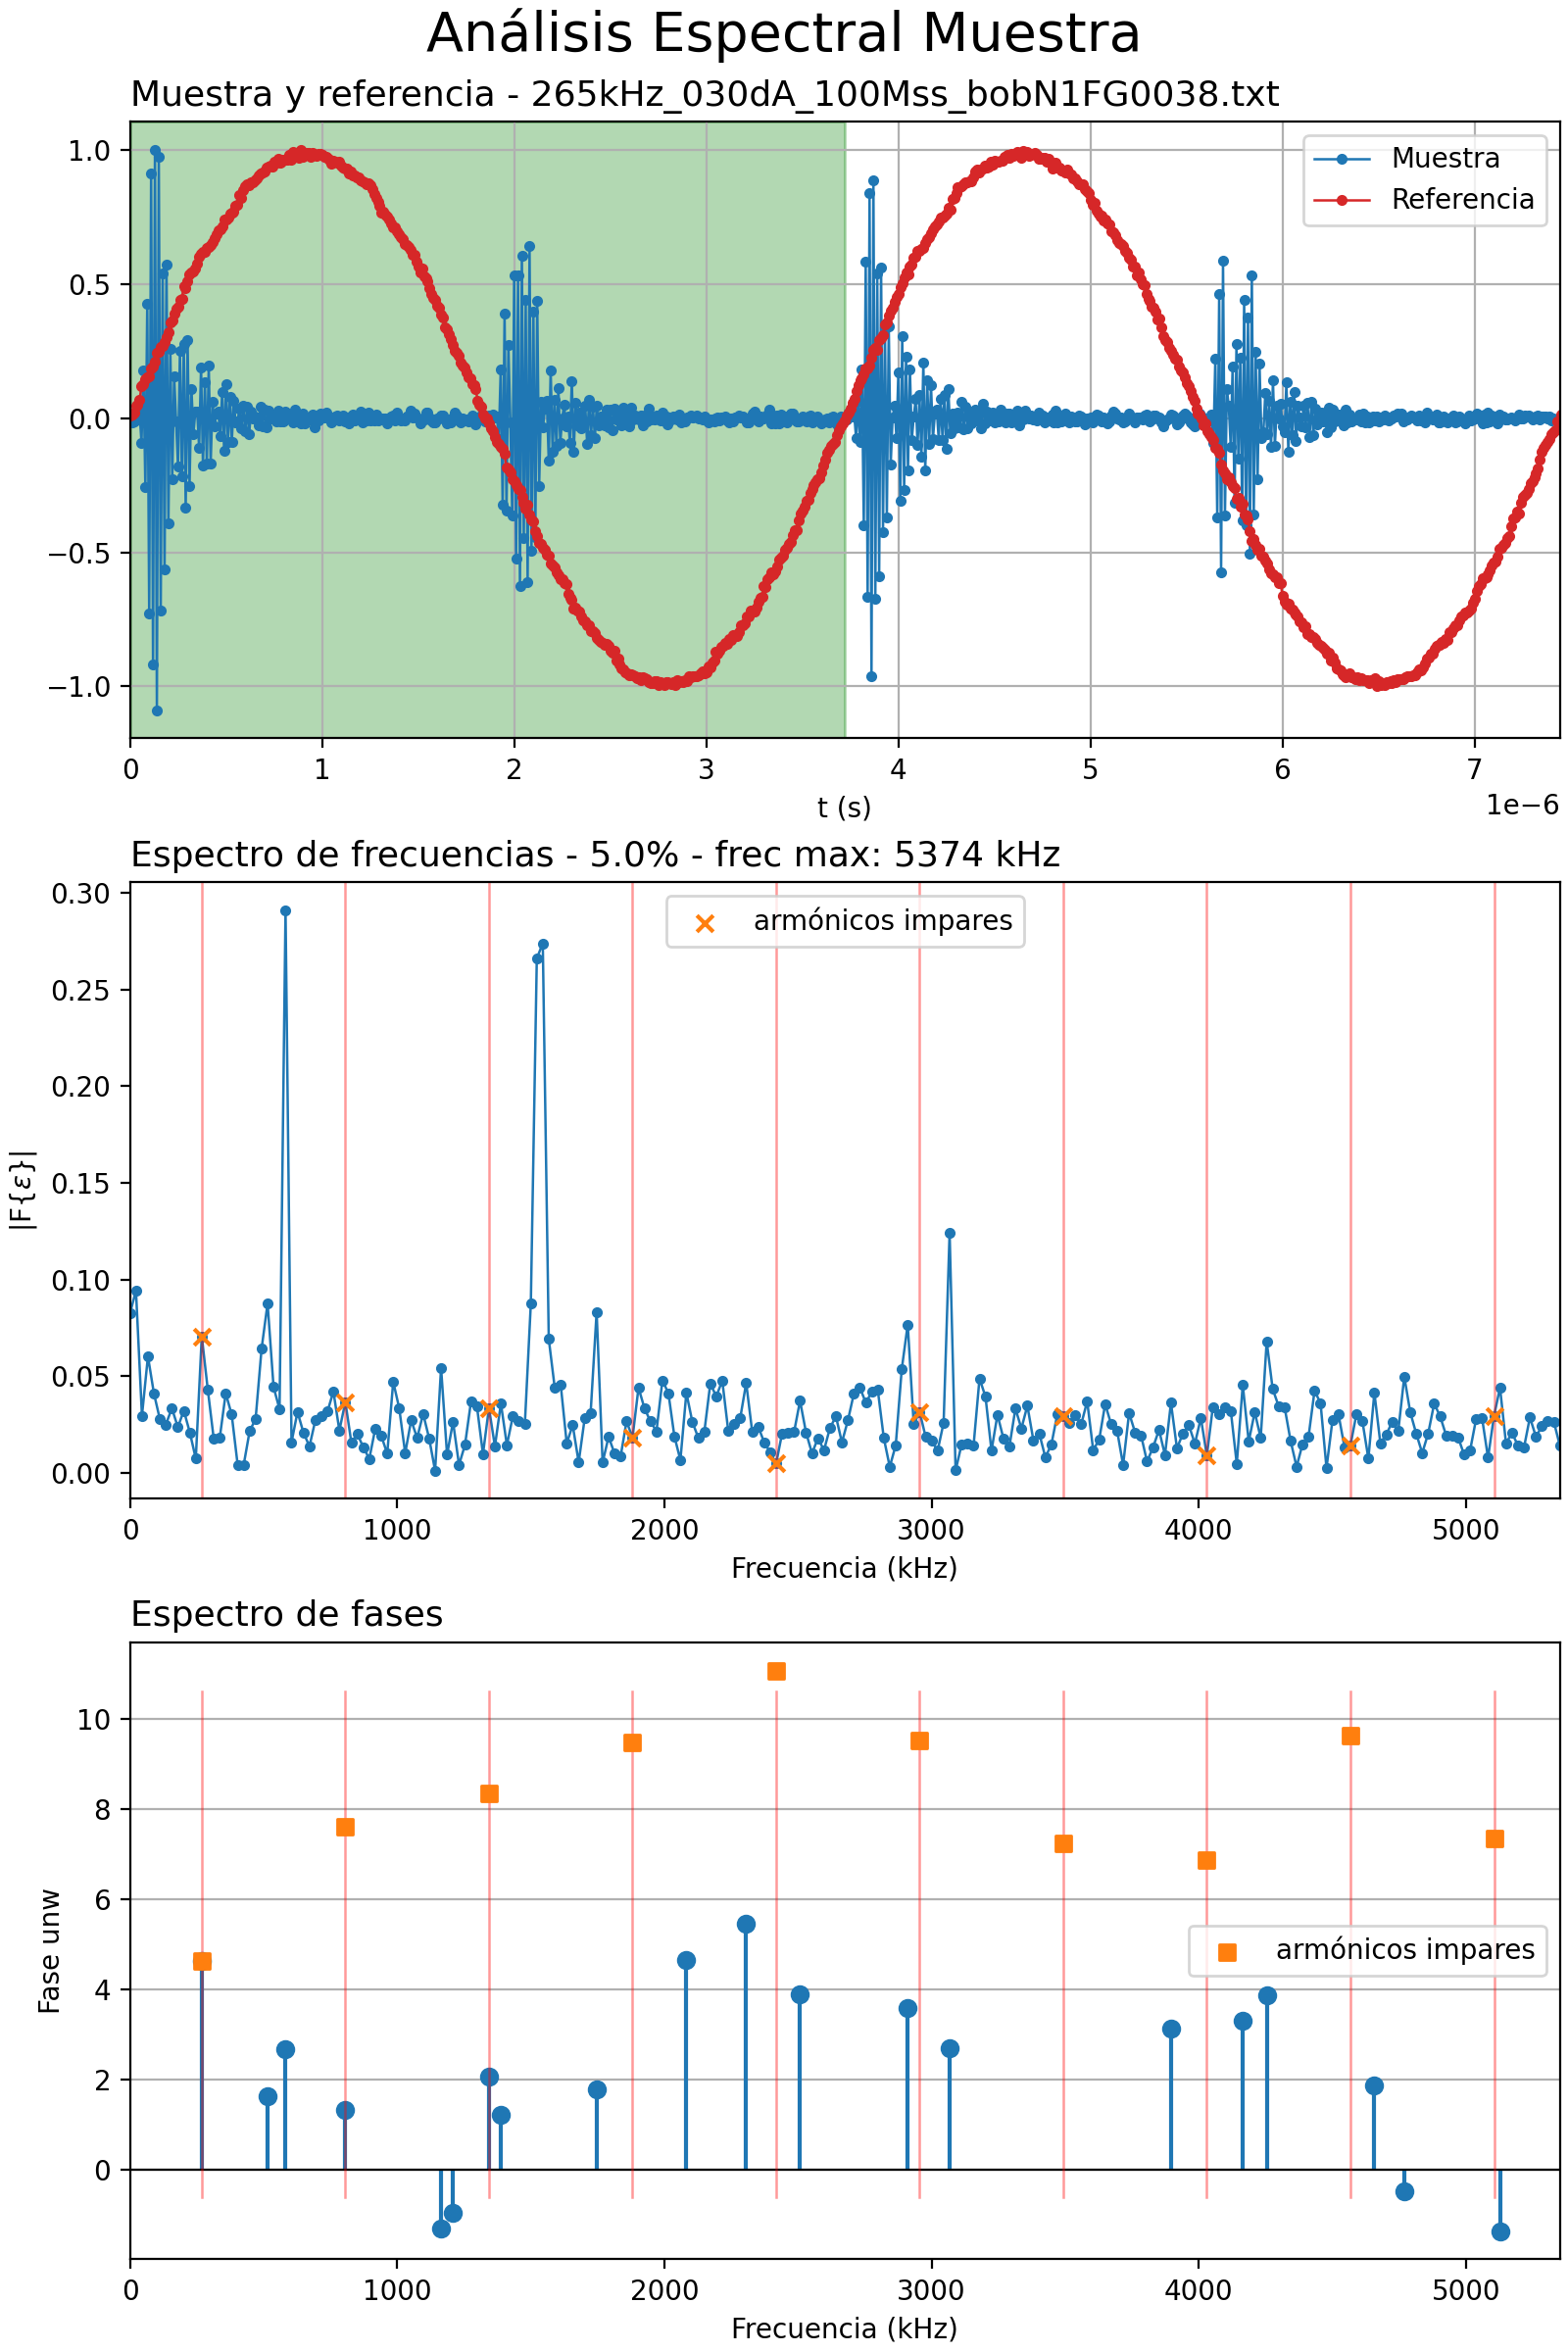 Análisis Espectral Muestra
Muestra y referencia - 265kHz_030dA_100Mss_bobN1FG0038.txt
Muestra
Referencia
1.0
0.5
0.0
−0.5
−1.0
0 1 2 3 4 5 6 7
t (s)
1e−6
Espectro de frecuencias - 5.0% - frec max: 5374 kHz
armónicos impares
|F{ε}|
0.30
0.25
0.20
0.15
0.10
0.05
0.00
0 1000 2000 3000 4000 5000
Frecuencia (kHz)
Espectro de fases
Fase unw
10
8
6
4
2
0
armónicos impares
0 1000 2000 3000 4000 5000
Frecuencia (kHz)